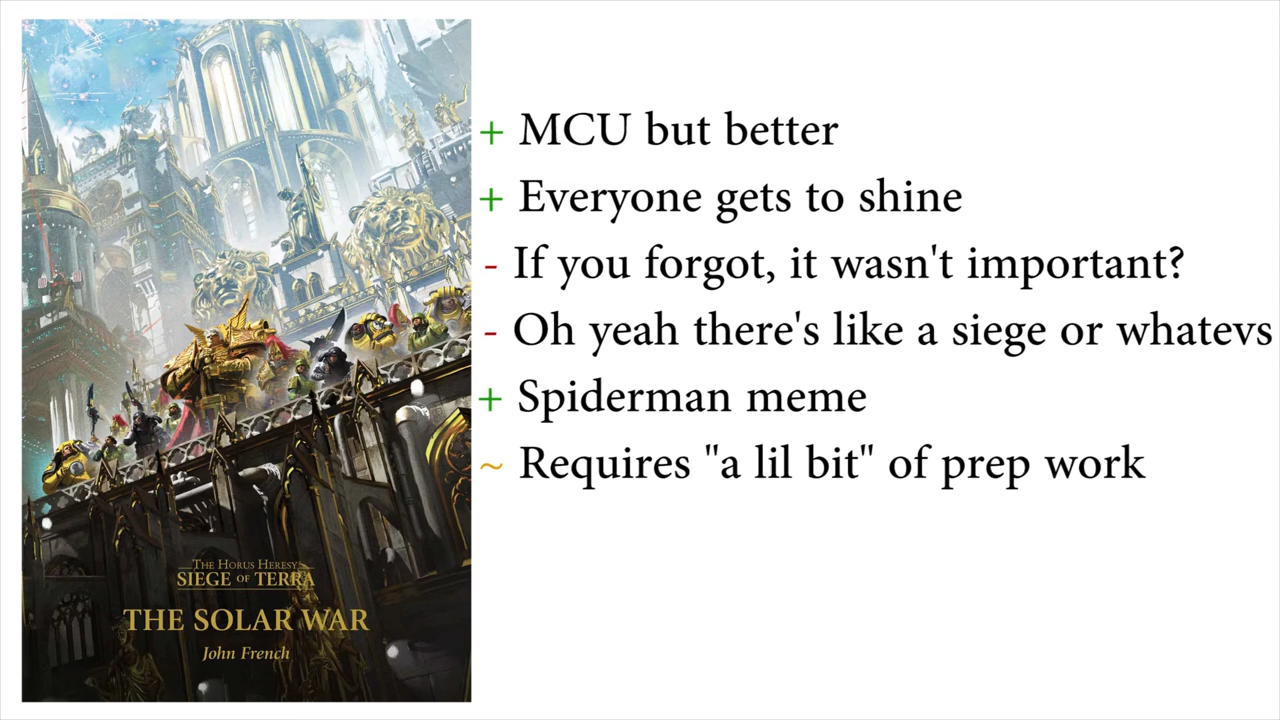 + MCU but better
+ Everyone gets to shine
- If you forgot, it wasn't important?
- Oh yeah there's like a siege or whatevs
+ Spiderman meme
~ Requires "a lil bit" of prep work
THE HORUS HERESY
SIEGE OF TERRA
THE SOLAR WAR
John French